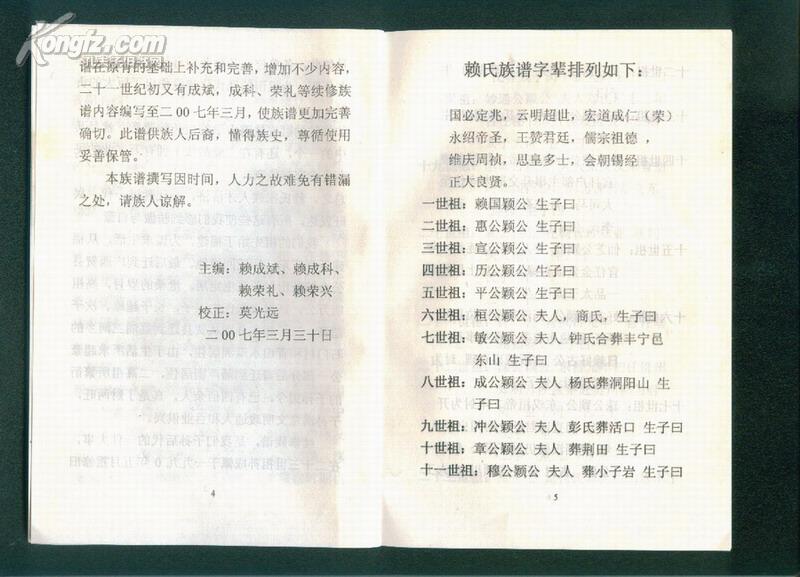 Kongfz.com
孔夫子旧书网
谱在原有的基础上补充和完善，增加不少内容，
二十一世纪初又有成斌，成科、荣礼等续修族
谱内容编写至二00七年三月，使族谱更加完善
确切。此谱供族人后裔，懂得族史，尊循使用
妥善保管。
本族谱撰写因时间，人力之故难免有错漏
之处，请族人谅解。
主编：赖成斌、赖成科、
赖荣礼、赖荣兴
校正：莫光远
二00七年三月三十日
4
赖氏族谱字辈排列如下：
国必定兆，云明超世，宏道成仁（荣）
永绍帝圣，王赞君廷，儒宗祖德，
维庆周祯，思皇多士，会朝锡经，
正大良贤。
一世祖：赖国颖公 生子曰
二世祖：惠公颖公 生子曰
三世祖：宣公颖公 生子曰
四世祖：历公颖公 生子曰
五世祖：平公颖公 生子曰
六世祖：桓公颖公 夫人，商氏，生子曰
七世祖：敏公颖公 夫人 钟氏合葬丰宁邑
东山 生子曰
八世祖：成公颖公 夫人 杨氏葬洞阳山 生
子曰
九世祖：冲公颖公 夫人 彭氏葬活口 生子曰
十世祖：章公颖公 夫人 葬荆田 生子曰
十一世祖：穆公颖公 夫人 葬小子岩 生子曰
5